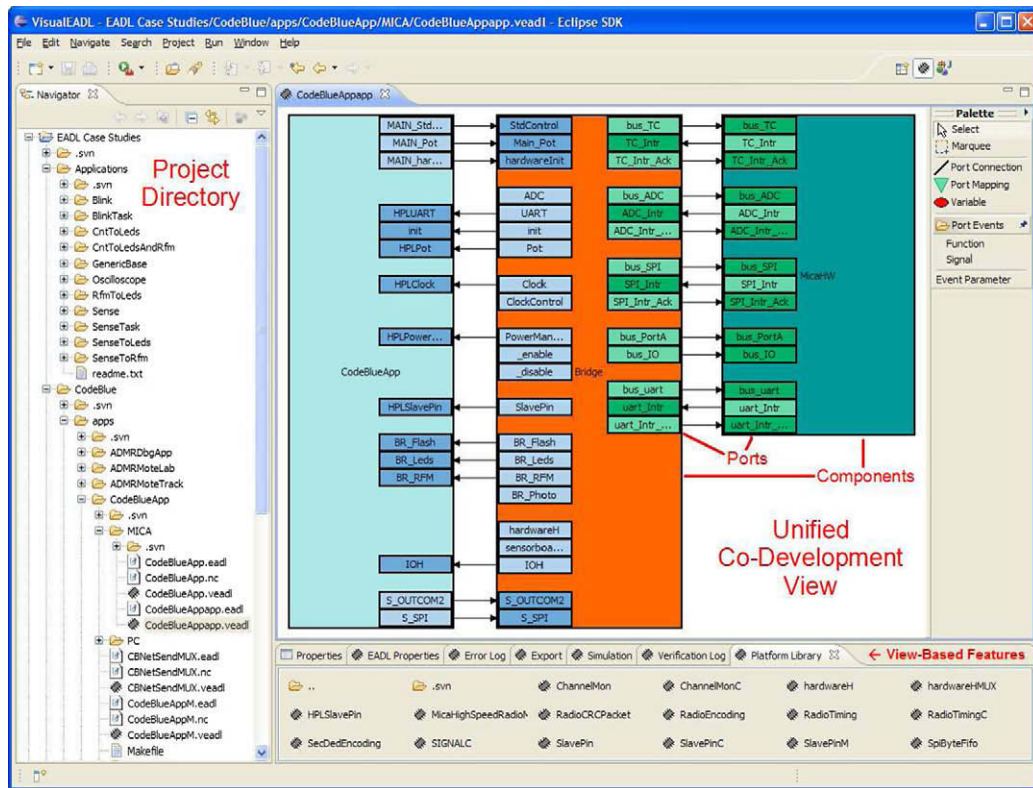 VisualEADL - EADL Case Studies/CodeBlue/apps/CodeBlueApp/MICA/CodeBlueAppapp.veadl - Eclipse SDK
File Edit Navigate Search Project Run Window Help
Navigator
EADL Case Studies
.svn
Applications
.svn
Blink
BlinkTask
CntToLeds
CntToLedsAndRfm
GenericBase
Oscilloscope
RfmToLeds
Sense
SenseTask
SenseToLeds
SenseToRfm
readme.txt
CodeBlue
.svn
apps
.svn
ADMRDbgApp
ADMRMoteLab
ADMRMoteTrack
CodeBlueApp
.svn
MICA
.svn
CodeBlueApp.eadl
CodeBlueApp.nc
CodeBlueApp.veadl
CodeBlueAppapp.eadl
CodeBlueAppapp.veadl
PC
CBNetSendMUX.eadl
CBNetSendMUX.nc
CBNetSendMUX.veadl
CodeBlueAppM.eadl
CodeBlueAppM.nc
CodeBlueAppM.veadl
Makefile
Project
Directory
CodeBlueAppapp
MAIN_Std...
MAIN_Pot
MAIN_har...
HPLUART
init
HPLPot
HPLClock
HPLPower...
CodeBlueApp
HPLSlavePin
BR_Flash
BR_Leds
BR_RFM
IOH
S_OUTCOM2
S_SPI
StdControl
Main_Pot
hardwareInit
ADC
UART
init
Pot
Clock
ClockControl
PowerMan...
_enable
_disable
Bridge
SlavePin
BR_Flash
BR_Leds
BR_RFM
BR_Photo
hardwareH
sensorboa...
IOH
S_OUTCOM2
S_SPI
bus_TC
TC_Intr
TC_Intr_Ack
bus_ADC
ADC_Intr
ADC_Intr_...
bus_SPI
SPI_Intr
SPI_Intr_Ack
bus_PortA
bus_IO
bus_uart
uart_Intr
uart_Intr_...
bus_TC
TC_Intr
TC_Intr_Ack
bus_ADC
ADC_Intr
ADC_Intr_...
bus_SPI
SPI_Intr
SPI_Intr_Ack
MicaHW
bus_PortA
bus_IO
bus_uart
uart_Intr
uart_Intr_...
Ports
Components
Unified
Co-Development
View
Palette
Select
Marquee
Port Connection
Port Mapping
Variable
Port Events
Function
Signal
Event Parameter
Properties EADL Properties Error Log Export Simulation Verification Log Platform Library ← View-Based Features
.. .svn ChannelMon ChannelMonC hardwareH hardwareHMUX
HPLSlavePin MicaHighSpeedRadioM RadioCRCPacket RadioEncoding RadioTiming RadioTimingC
SecDedEncoding SIGNALC SlavePin SlavePinC SlavePinM SpiByteFifo